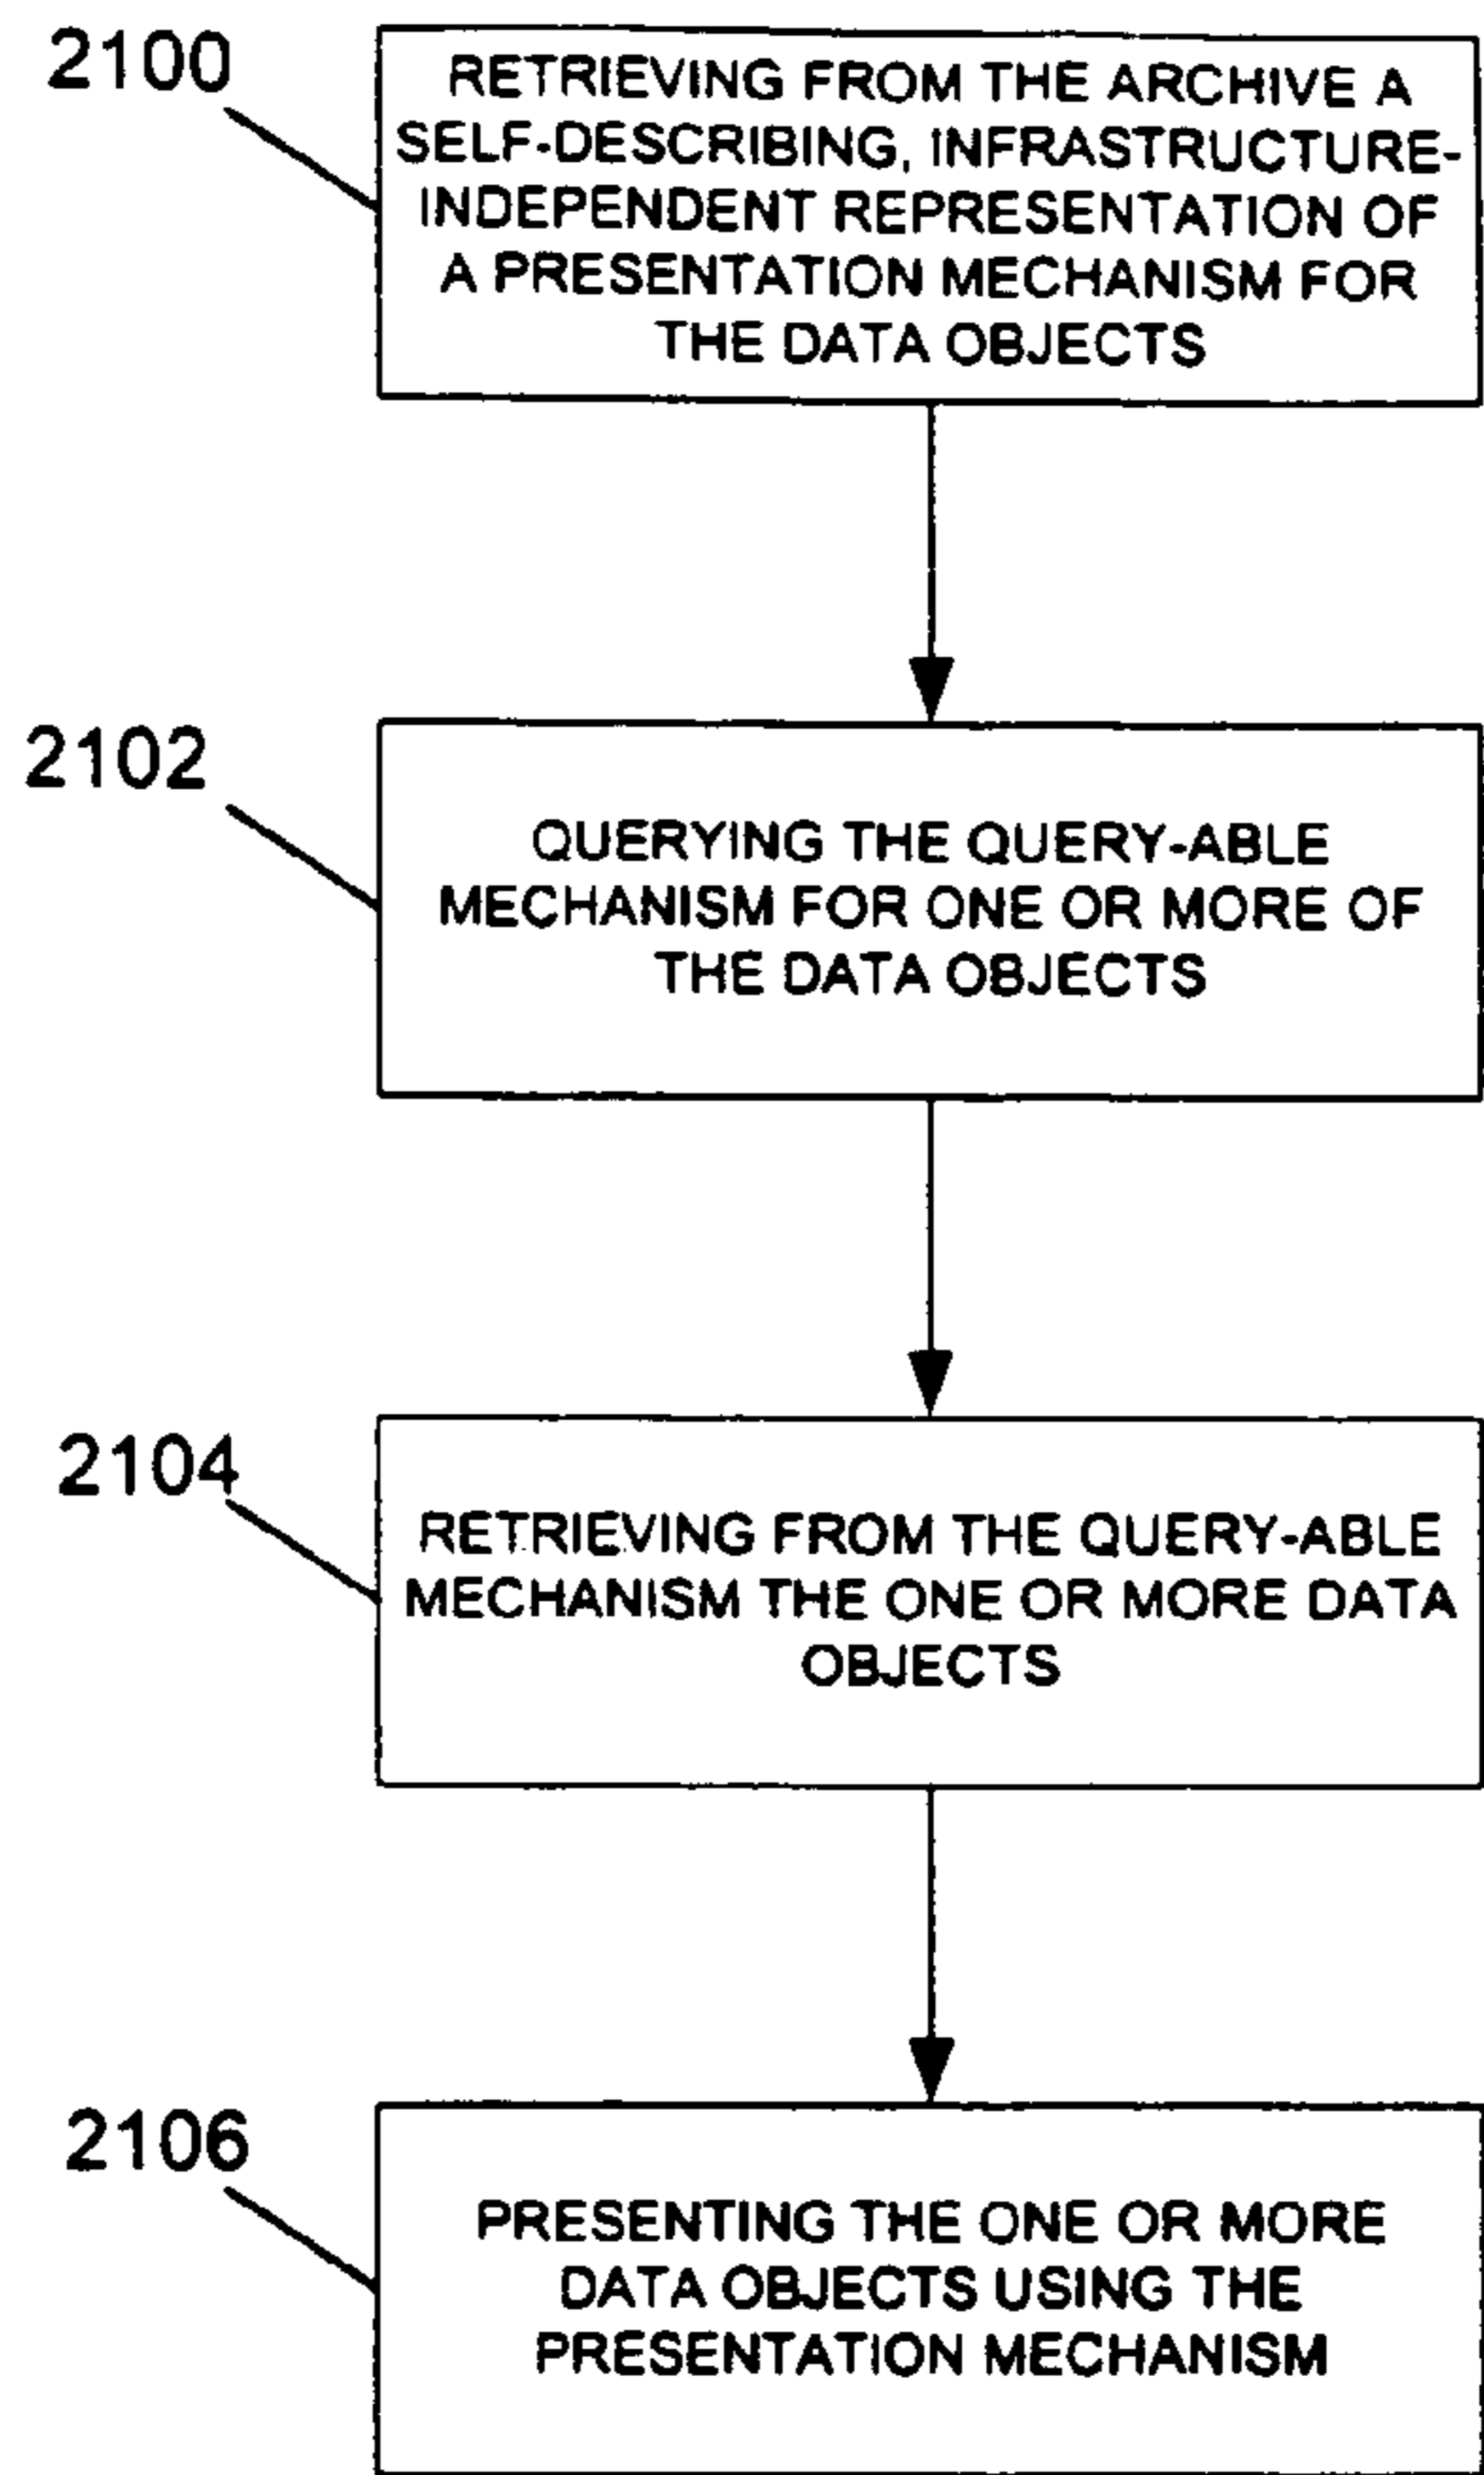 2100
RETRIEVING FROM THE ARCHIVE A
SELF-DESCRIBING, INFRASTRUCTURE-
INDEPENDENT REPRESENTATION OF
A PRESENTATION MECHANISM FOR
THE DATA OBJECTS
2102
QUERYING THE QUERY-ABLE
MECHANISM FOR ONE OR MORE OF
THE DATA OBJECTS
2104
RETRIEVING FROM THE QUERY-ABLE
MECHANISM THE ONE OR MORE DATA
OBJECTS
2106
PRESENTING THE ONE OR MORE
DATA OBJECTS USING THE
PRESENTATION MECHANISM